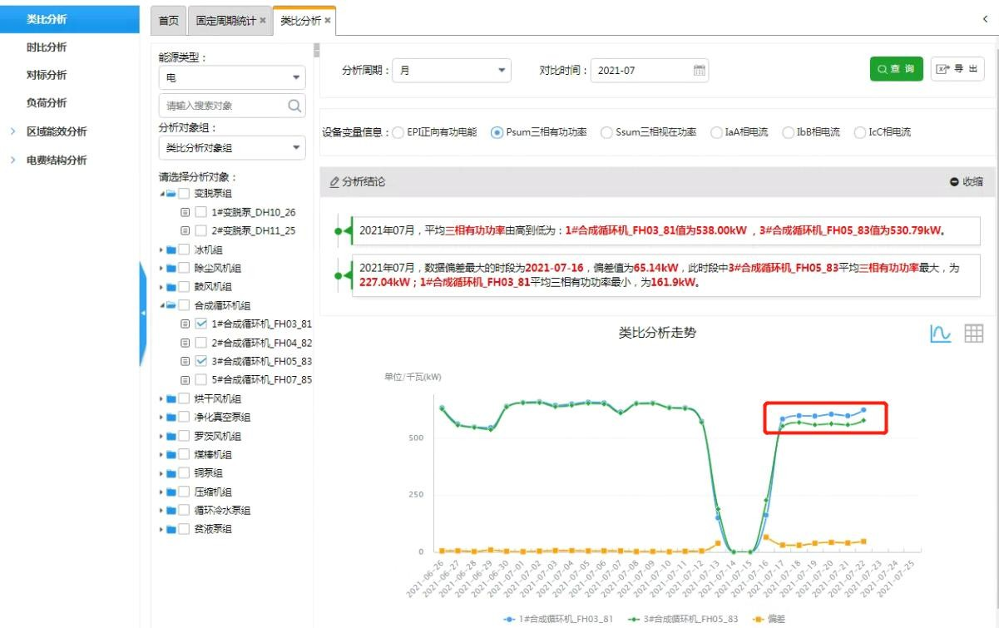 类比分析
时比分析
对标分析
负荷分析
区域能效分析
电费结构分析
首页
固定周期统计
类比分析
能源类型：
电
请输入搜索对象
分析对象组：
类比分析对象组
请选择分析对象：
变脱泵组
1#变脱泵_DH10_26
2#变脱泵_DH11_25
冰机组
除尘风机组
鼓风机组
合成循环机组
1#合成循环机_FH03_81
2#合成循环机_FH04_82
3#合成循环机_FH05_83
5#合成循环机_FH07_85
烘干风机组
净化真空泵组
罗茨风机组
煤棒机组
铜泵组
压缩机组
循环冷水泵组
贫液泵组
分析周期： 月 对比时间： 2021-07 查 询 导 出
设备变量信息： EPI正向有功电能 Psum三相有功功率 Ssum三相视在功率 IaA相电流 IbB相电流 IcC相电流
分析结论 收缩
2021年07月，平均三相有功功率由高到低为：1#合成循环机_FH03_81值为538.00kW ，3#合成循环机_FH05_83值为530.79kW。
2021年07月，数据偏差最大的时段为2021-07-16，偏差值为65.14kW，此时段中3#合成循环机_FH05_83平均三相有功功率最大，为
227.04kW；1#合成循环机_FH03_81平均三相有功功率最小，为161.9kW。
类比分析走势
单位/千瓦(kW)
500
250
0
2021-06-26
2021-06-27
2021-06-28
2021-06-29
2021-06-30
2021-07-01
2021-07-02
2021-07-03
2021-07-04
2021-07-05
2021-07-06
2021-07-07
2021-07-08
2021-07-09
2021-07-10
2021-07-11
2021-07-12
2021-07-13
2021-07-14
2021-07-15
2021-07-16
2021-07-17
2021-07-18
2021-07-19
2021-07-20
2021-07-21
2021-07-22
2021-07-23
2021-07-24
2021-07-25
1#合成循环机_FH03_81 3#合成循环机_FH05_83 偏差